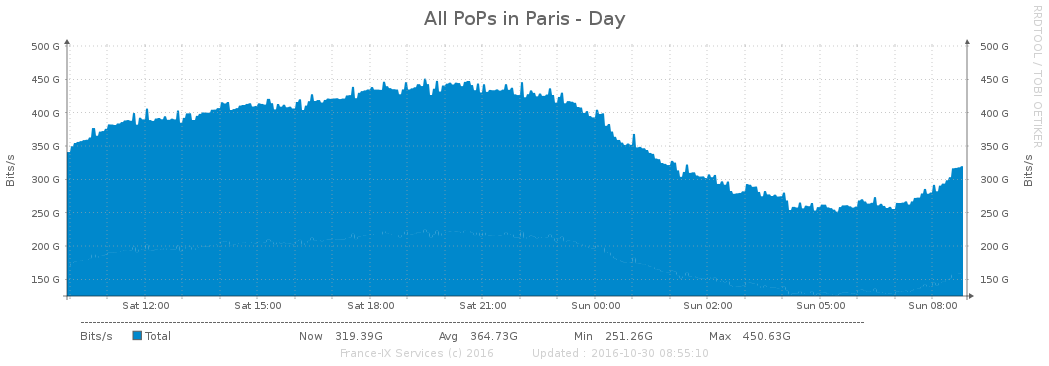 All PoPs in Paris - Day
RRDTOOL / TOBI OETIKER
500 G 500 G
450 G 450 G
400 G 400 G
350 G 350 G
300 G 300 G
250 G 250 G
200 G 200 G
150 G 150 G
Bits/s Bits/s
Sat 12:00 Sat 15:00 Sat 18:00 Sat 21:00 Sun 00:00 Sun 02:00 Sun 05:00 Sun 08:00
Bits/s Total Now 319.39G Avg 364.73G Min 251.26G Max 450.63G
France-IX Services (c) 2016 Updated : 2016-10-30 08:55:10